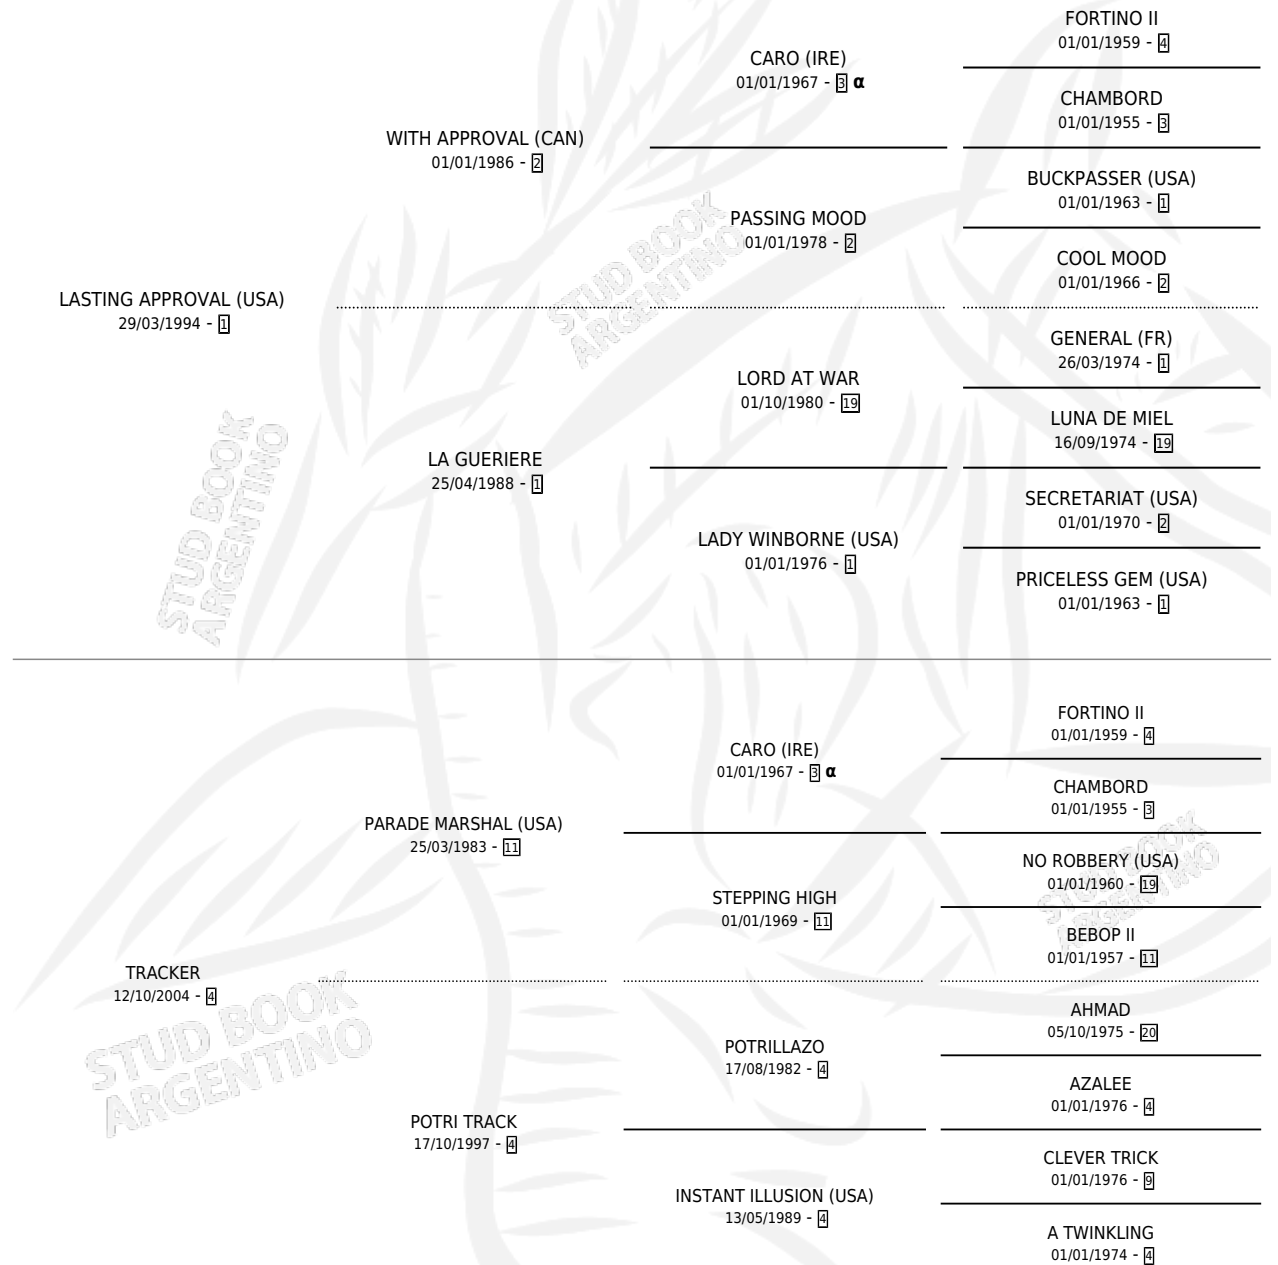 FORTINO II
01/01/1959 - 4
CARO (IRE)
01/01/1967 - 3 α
CHAMBORD
01/01/1955 - 3
WITH APPROVAL (CAN)
01/01/1986 - 2
BUCKPASSER (USA)
01/01/1963 - 1
PASSING MOOD
01/01/1978 - 2
COOL MOOD
01/01/1966 - 2
LASTING APPROVAL (USA)
29/03/1994 - 1
GENERAL (FR)
26/03/1974 - 1
LORD AT WAR
01/10/1980 - 19
LUNA DE MIEL
16/09/1974 - 19
LA GUERIERE
25/04/1988 - 1
SECRETARIAT (USA)
01/01/1970 - 2
LADY WINBORNE (USA)
01/01/1976 - 1
PRICELESS GEM (USA)
01/01/1963 - 1
STUD BOOK
ARGENTINO
STUD BOOK
ARGENTINO
FORTINO II
01/01/1959 - 4
CARO (IRE)
01/01/1967 - 3 α
CHAMBORD
01/01/1955 - 3
PARADE MARSHAL (USA)
25/03/1983 - 11
NO ROBBERY (USA)
01/01/1960 - 19
STEPPING HIGH
01/01/1969 - 11
BEBOP II
01/01/1957 - 11
TRACKER
12/10/2004 - 4
AHMAD
05/10/1975 - 20
POTRILLAZO
17/08/1982 - 4
AZALEE
01/01/1976 - 4
POTRI TRACK
17/10/1997 - 4
CLEVER TRICK
01/01/1976 - 9
INSTANT ILLUSION (USA)
13/05/1989 - 4
A TWINKLING
01/01/1974 - 4
STUD BOOK
ARGENTINO
STUD BOOK
ARGENTINO